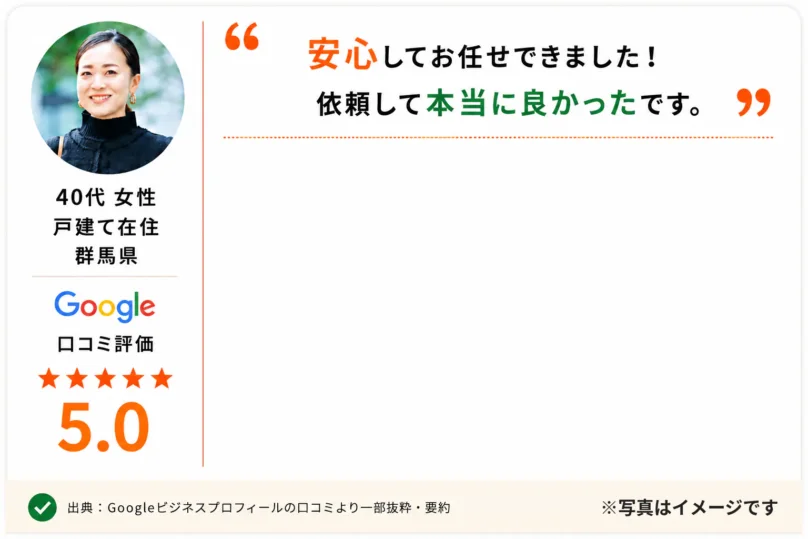 40代 女性
戸建て在住
群馬県
Google
口コミ評価
★★★★★
5.0
“安心してお任せできました！
依頼して本当に良かったです。”
出典：Googleビジネスプロフィールの口コミより一部抜粋・要約
※写真はイメージです